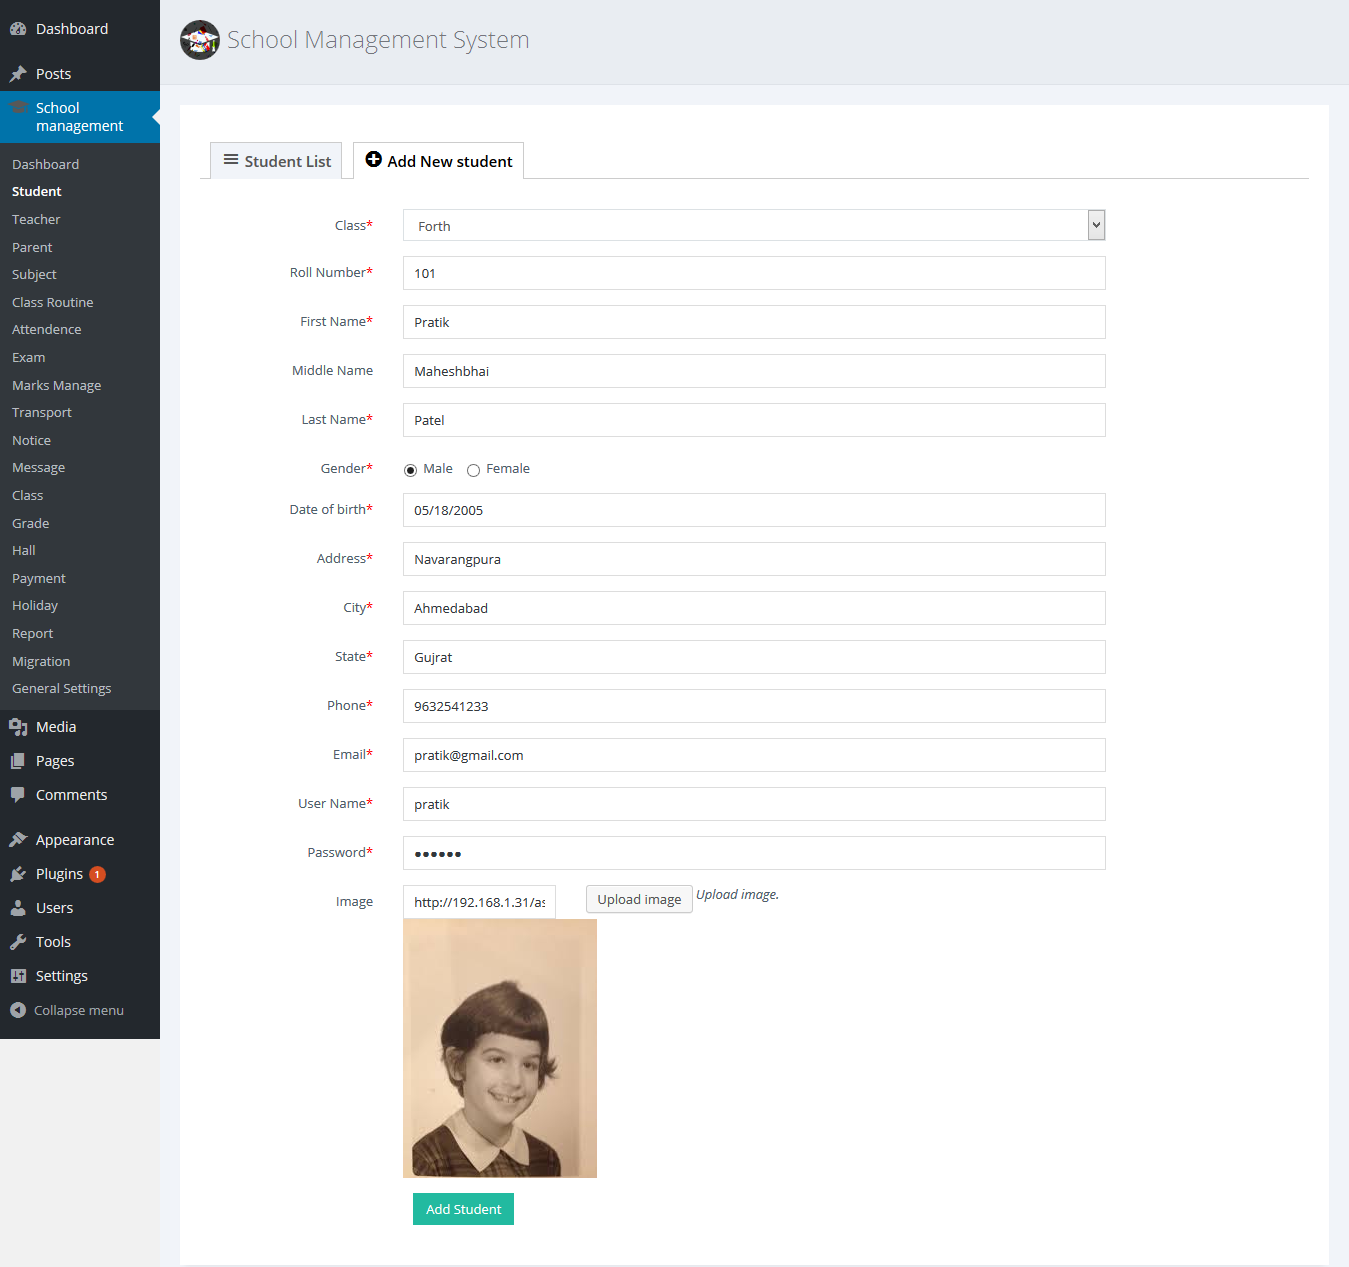 Dashboard
Posts
School
management
Dashboard
Student
Teacher
Parent
Subject
Class Routine
Attendence
Exam
Marks Manage
Transport
Notice
Message
Class
Grade
Hall
Payment
Holiday
Report
Migration
General Settings
Media
Pages
Comments
Appearance
Plugins 1
Users
Tools
Settings
Collapse menu
School Management System
Student List
Add New student
Class* Forth
Roll Number* 101
First Name* Pratik
Middle Name Maheshbhai
Last Name* Patel
Gender* Male Female
Date of birth* 05/18/2005
Address* Navarangpura
City* Ahmedabad
State* Gujrat
Phone* 9632541233
Email* pratik@gmail.com
User Name* pratik
Password* ••••••
Image http://192.168.1.31/as Upload image Upload image.
Add Student